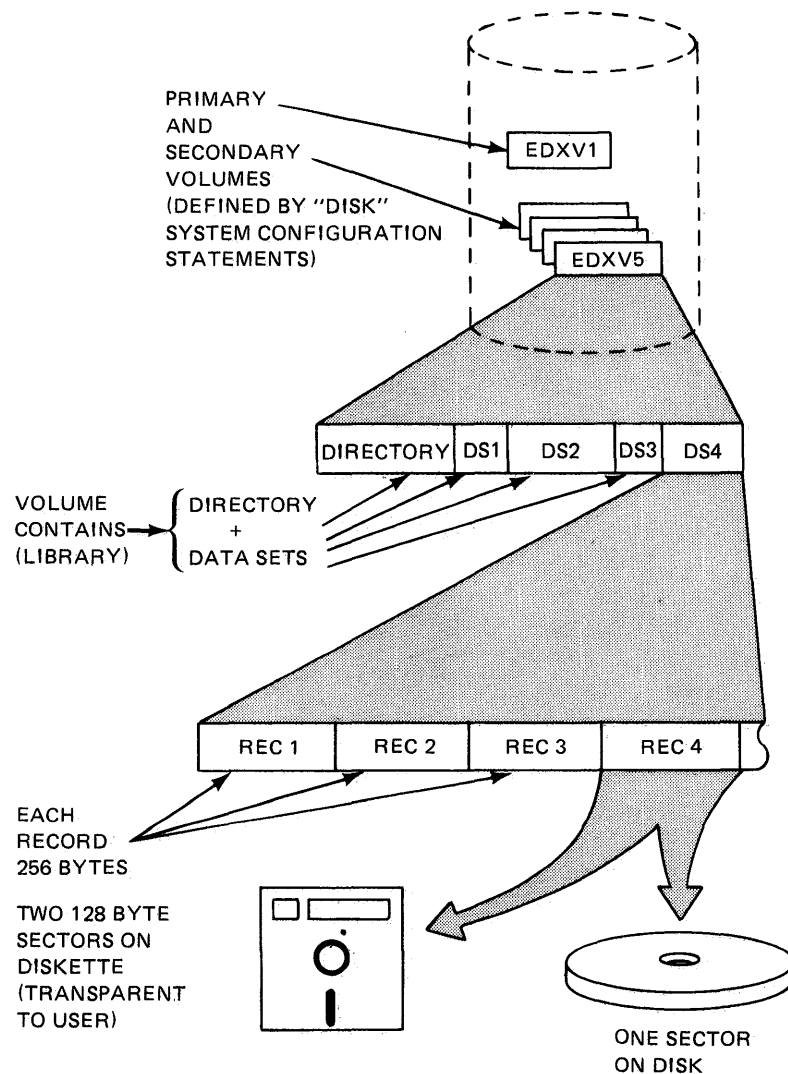 PRIMARY
AND
SECONDARY
VOLUMES
(DEFINED BY "DISK"
SYSTEM CONFIGURATION
STATEMENTS)
EDXV1
EDXV5
DIRECTORY DS1 DS2 DS3 DS4
VOLUME
CONTAINS
(LIBRARY)
DIRECTORY
+
DATA SETS
REC 1 REC 2 REC 3 REC 4
EACH
RECORD
256 BYTES
TWO 128 BYTE
SECTORS ON
DISKETTE
(TRANSPARENT
TO USER)
ONE SECTOR
ON DISK